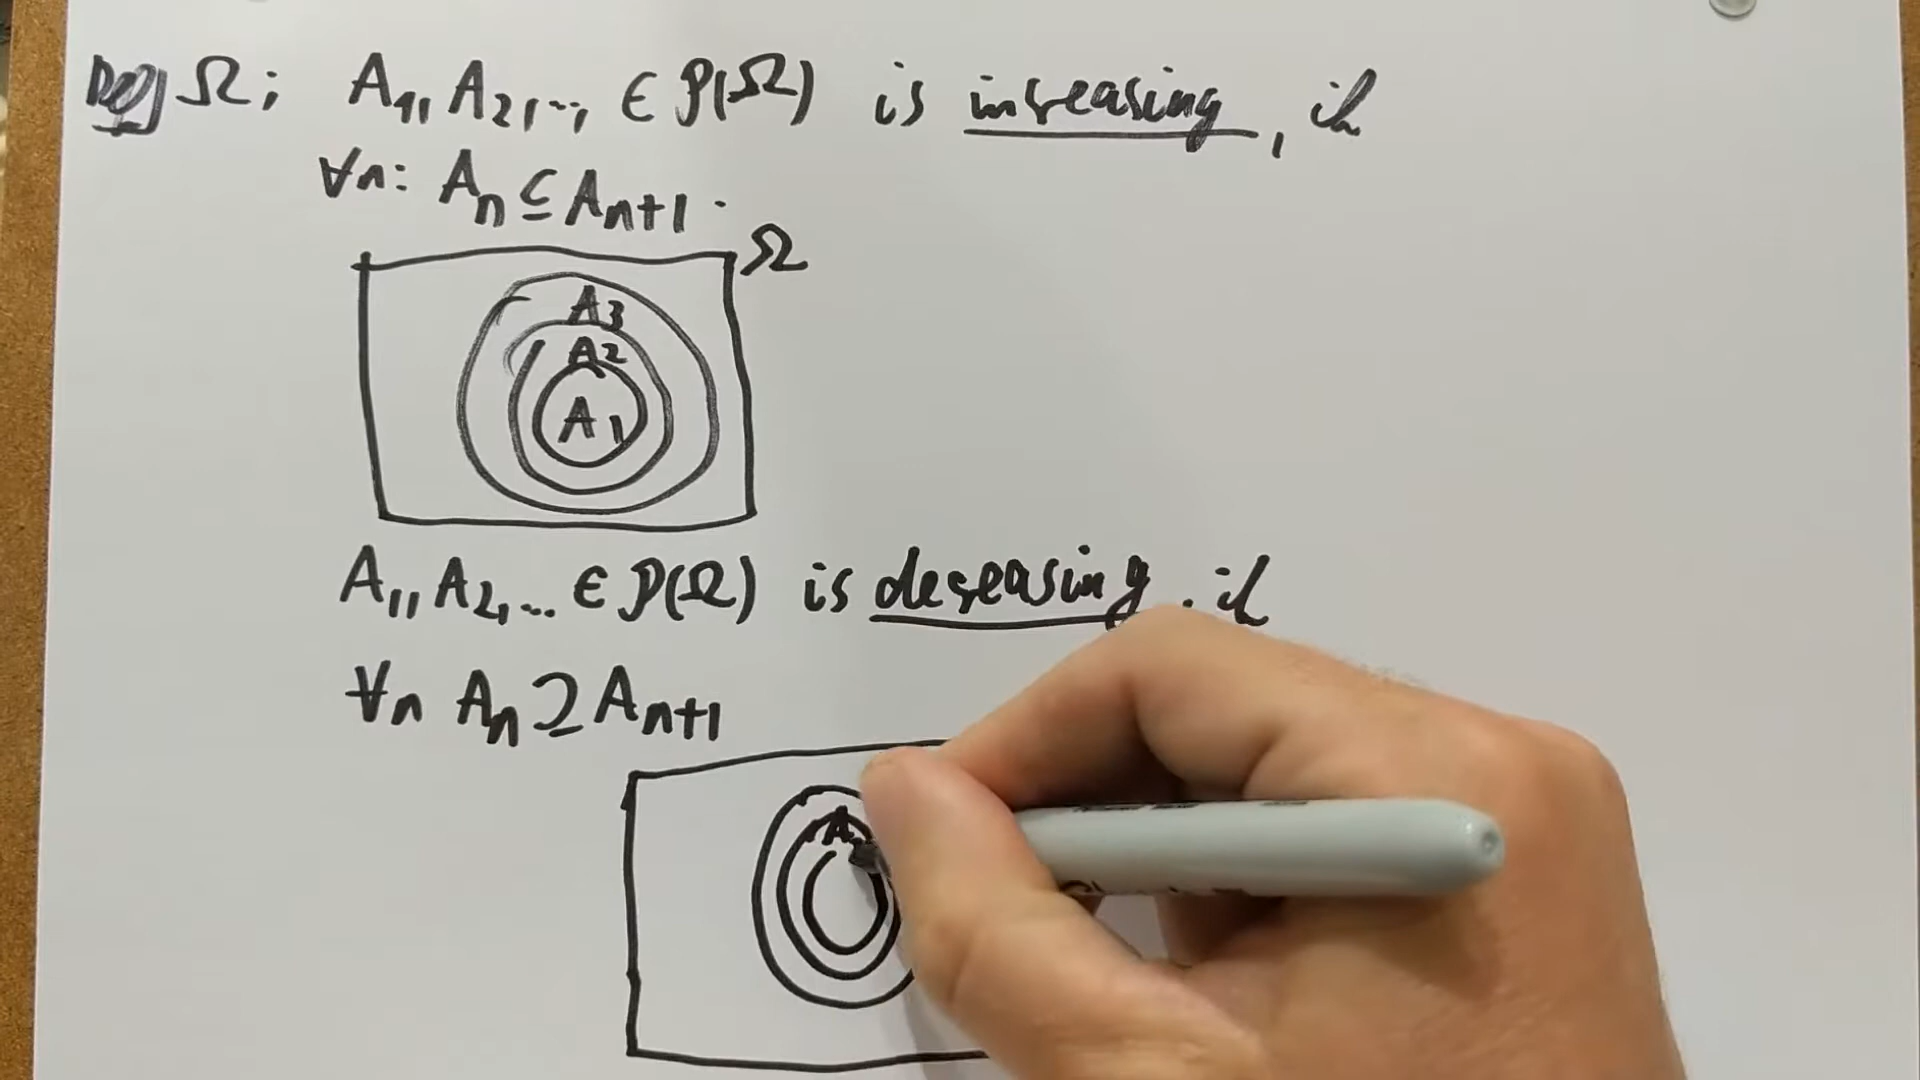 Def Ω; A₁, A₂,..., ∈ P(Ω) is increasing, if
∀n: Aₙ ⊆ Aₙ₊₁.
Ω
A3
A2
A1
A₁, A₂,... ∈ P(Ω) is decreasing, if
∀n Aₙ ⊇ Aₙ₊₁
A